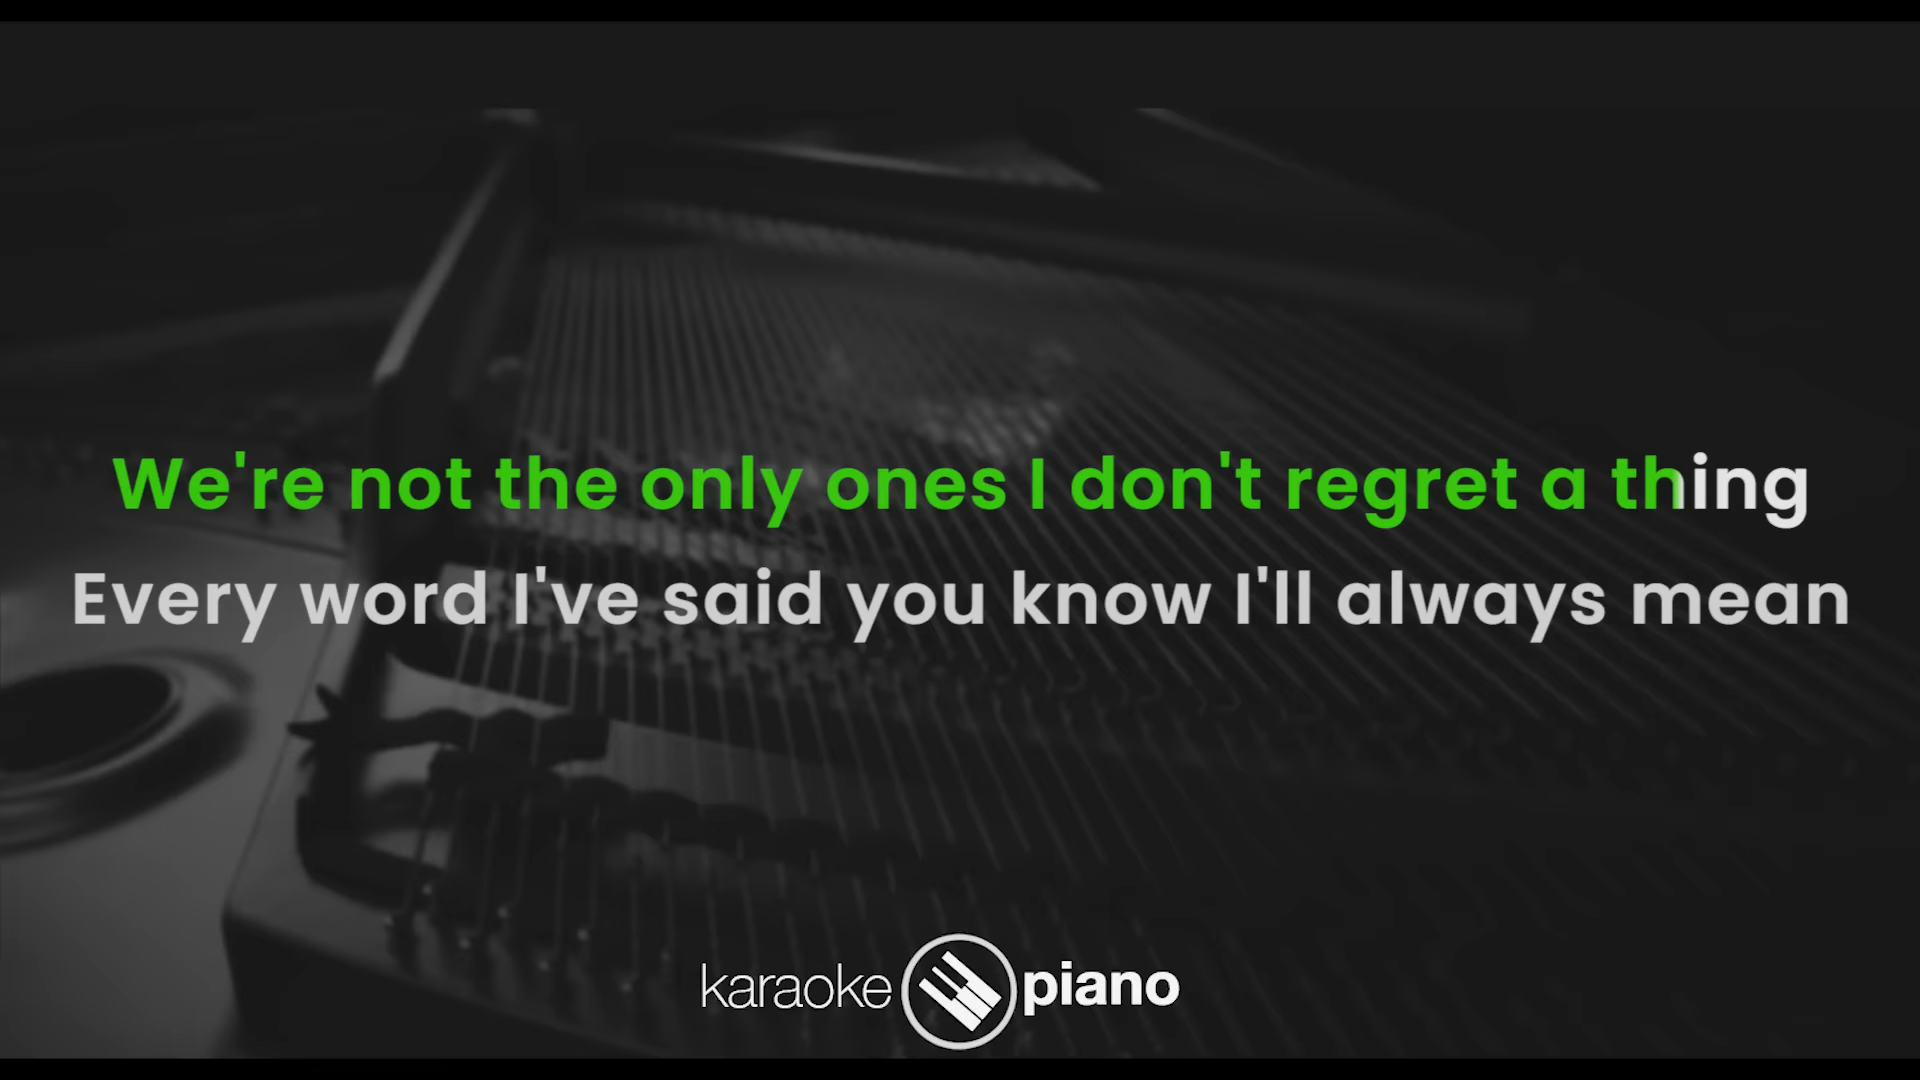 We're not the only ones I don't regret a thing
Every word I've said you know I'll always mean
karaoke piano